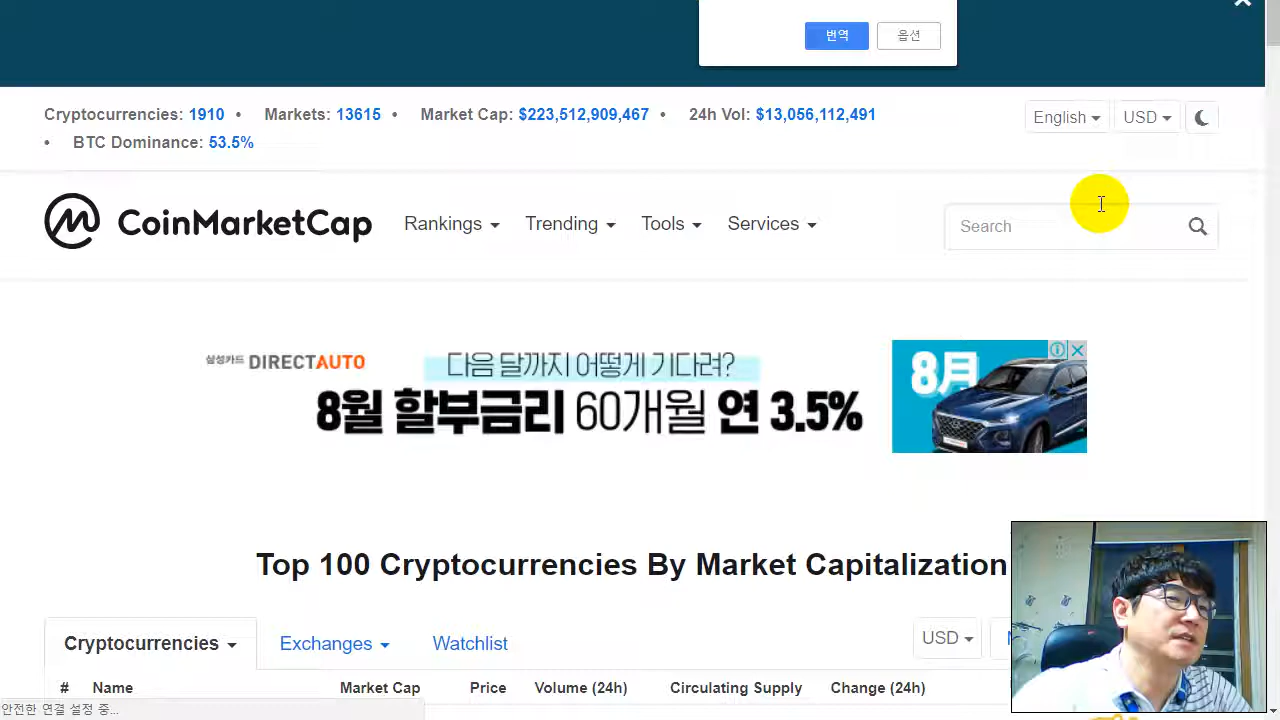 번역 옵션
Cryptocurrencies: 1910 • Markets: 13615 • Market Cap: $223,512,909,467 • 24h Vol: $13,056,112,491
• BTC Dominance: 53.5%
English USD
CoinMarketCap Rankings Trending Tools Services Search
삼성카드 DIRECTAUTO 다음 달까지 어떻게 기다려?
8월 할부금리 60개월 연 3.5%
8月
Top 100 Cryptocurrencies By Market Capitalization
Cryptocurrencies Exchanges Watchlist USD
# Name Market Cap Price Volume (24h) Circulating Supply Change (24h)
안전한 연결 설정 중...